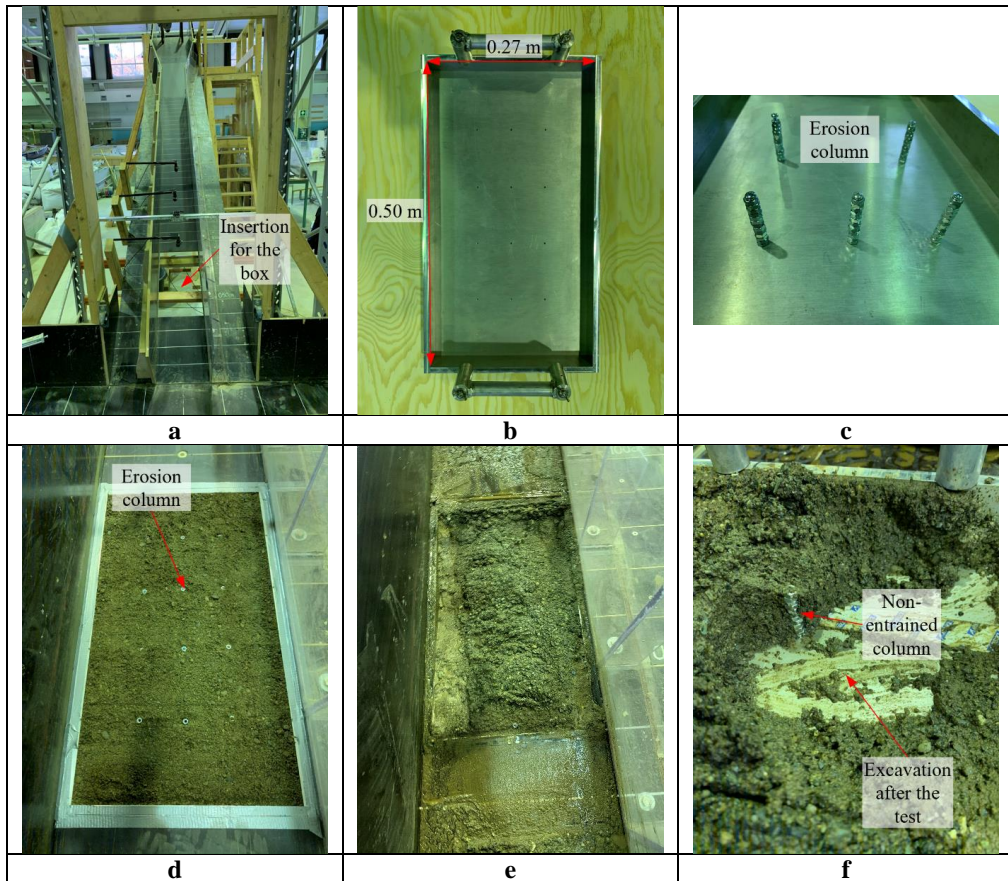 Insertion
for the
box
0.27 m
0.50 m
Erosion
column
a
b
c
Erosion
column
Non-
entrained
column
Excavation
after the
test
d
e
f